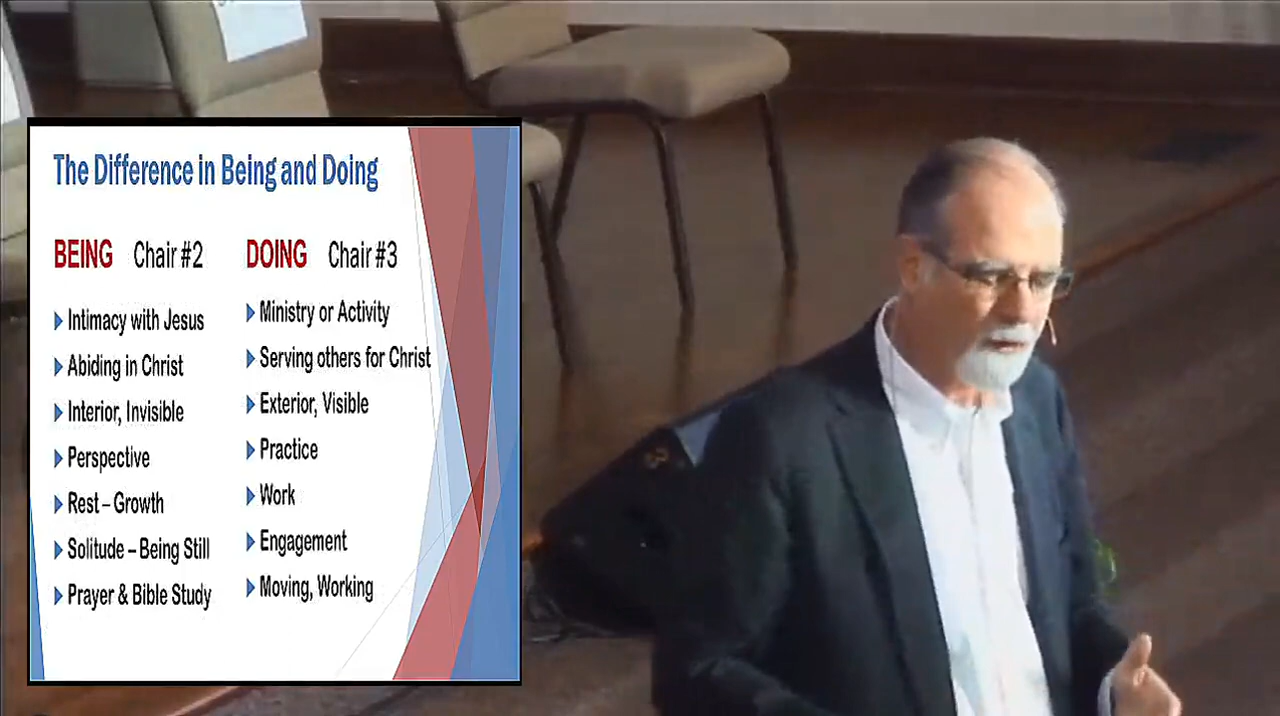 The Difference in Being and Doing
BEING Chair #2
Intimacy with Jesus
Abiding in Christ
Interior, Invisible
Perspective
Rest – Growth
Solitude – Being Still
Prayer & Bible Study
DOING Chair #3
Ministry or Activity
Serving others for Christ
Exterior, Visible
Practice
Work
Engagement
Moving, Working